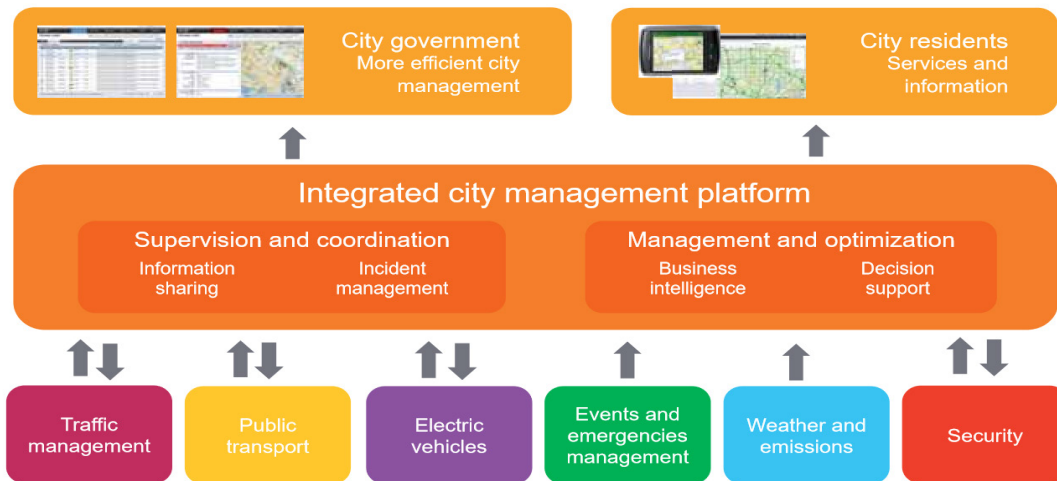 City government
More efficient city
management
City residents
Services and
information
Integrated city management platform
Supervision and coordination
Information
sharing
Incident
management
Management and optimization
Business
intelligence
Decision
support
Traffic
management
Public
transport
Electric
vehicles
Events and
emergencies
management
Weather and
emissions
Security